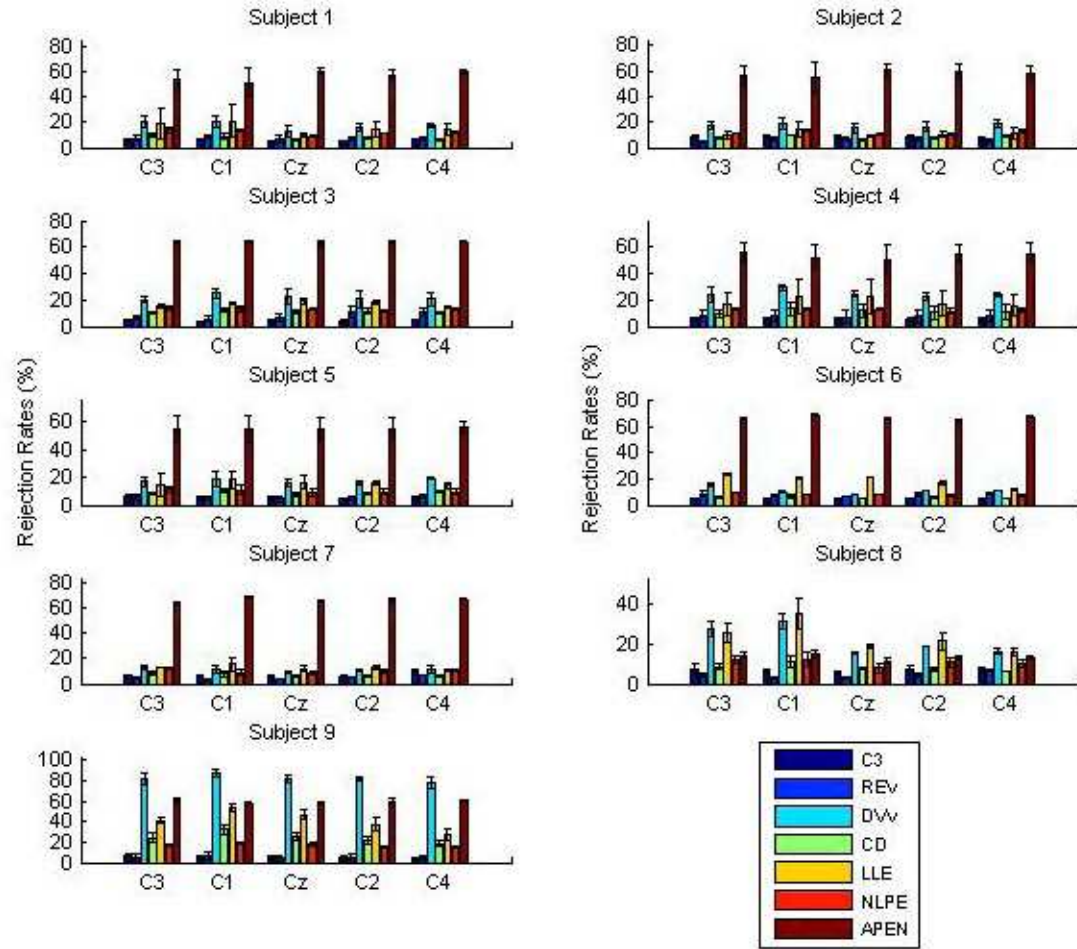 Subject 1
80
60
40
20
0
C3 C1 Cz C2 C4
Subject 2
80
60
40
20
0
C3 C1 Cz C2 C4
Subject 3
80
60
40
20
0
C3 C1 Cz C2 C4
Subject 4
60
40
20
0
C3 C1 Cz C2 C4
Rejection Rates (%)
Rejection Rates (%)
Subject 5
60
40
20
0
C3 C1 Cz C2 C4
Subject 6
80
60
40
20
0
C3 C1 Cz C2 C4
Subject 7
80
60
40
20
0
C3 C1 Cz C2 C4
Subject 8
40
20
0
C3 C1 Cz C2 C4
Subject 9
100
80
60
40
20
0
C3 C1 Cz C2 C4
C3
REV
DVV
CD
LLE
NLPE
APEN